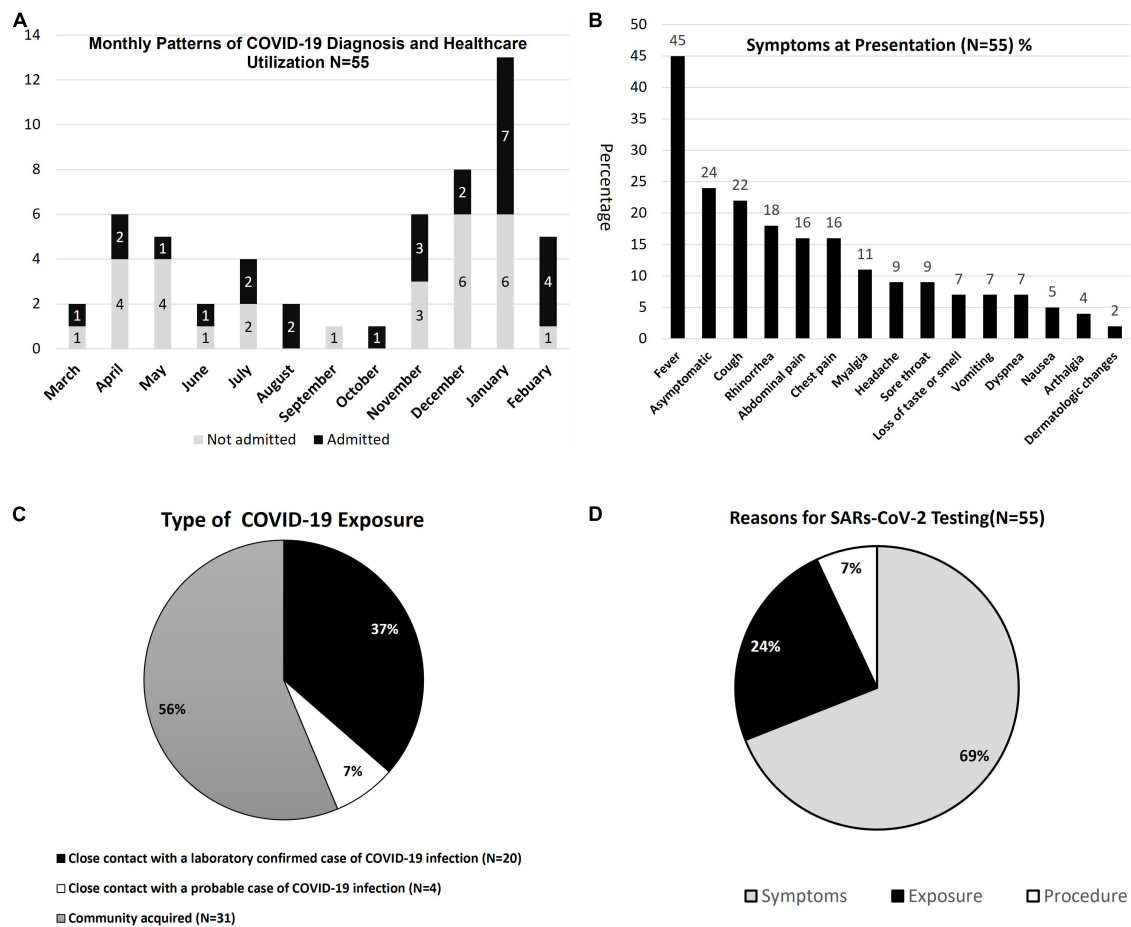 A
Monthly Patterns of COVID-19 Diagnosis and Healthcare
Utilization N=55
14
12
10
8
6
4
2
0
1
1
4
2
4
1
1
1
2
2
2
1
1
3
3
6
2
6
7
1
4
March
April
May
June
July
August
September
October
November
December
January
Febuary
Not admitted
Admitted
B
Symptoms at Presentation (N=55) %
Percentage
50
45
40
35
30
25
20
15
10
5
0
45
24
22
18
16
16
11
9
9
7
7
7
5
4
2
Fever
Asymptomatic
Cough
Rhinorrhea
Abdominal pain
Chest pain
Myalgia
Headache
Sore throat
Loss of taste or smell
Vomiting
Dyspnea
Nausea
Arthalgia
Dermatologic changes
C
Type of COVID-19 Exposure
37%
56%
7%
Close contact with a laboratory confirmed case of COVID-19 infection (N=20)
Close contact with a probable case of COVID-19 infection (N=4)
Community acquired (N=31)
D
Reasons for SARs-CoV-2 Testing(N=55)
7%
24%
69%
Symptoms
Exposure
Procedure